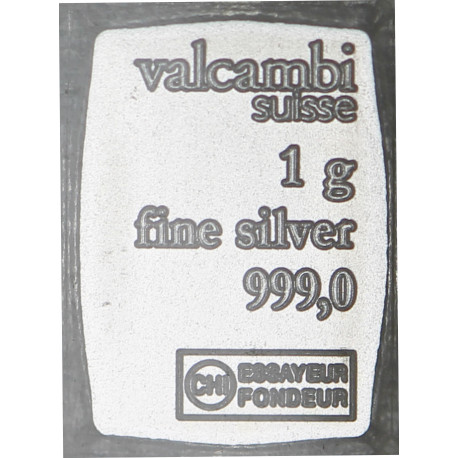 valcambi
suisse
1 g
fine silver
999,0
CHI ESSAYEUR
FONDEUR